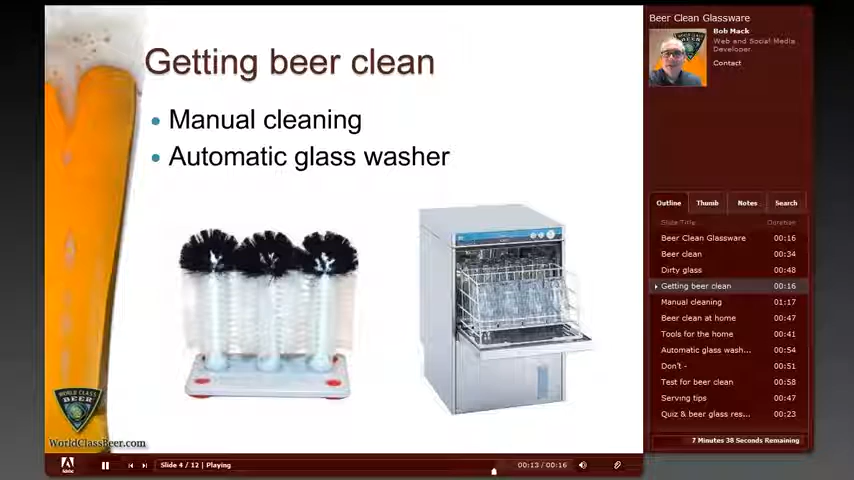 Getting beer clean
• Manual cleaning
• Automatic glass washer
WORLD CLASS
BEER
WorldClassBeer.com
Beer Clean Glassware
Bob Mack
Web and Social Media
Developer.
Contact
Outline Thumb Notes Search
Slide Title Duration
Beer Clean Glassware 00:16
Beer clean 00:34
Dirty glass 00:48
Getting beer clean 00:16
Manual cleaning 01:17
Beer clean at home 00:47
Tools for the home 00:41
Automatic glass wash... 00:54
Don't - 00:51
Test for beer clean 00:58
Serving tips 00:47
Quiz & beer glass res... 00:23
7 Minutes 38 Seconds Remaining
Adobe
Slide 4 / 12 | Playing
00:13 / 00:16